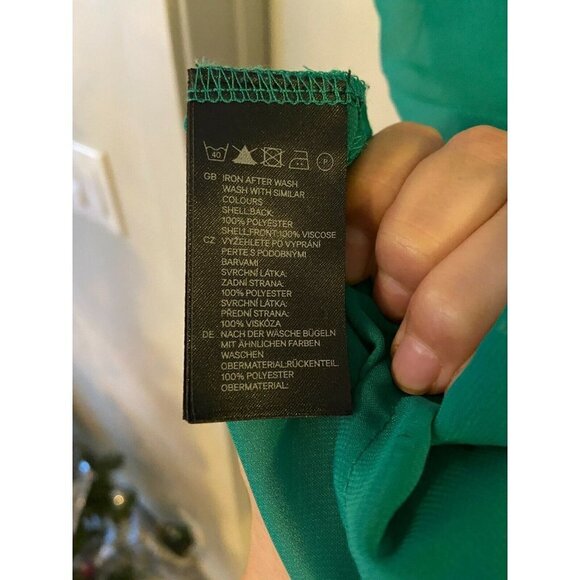 40 P
GB: IRON AFTER WASH
WASH WITH SIMILAR
COLOURS
SHELL:BACK:
100% POLYESTER
SHELL:FRONT:100% VISCOSE
CZ: VYŽEHLETE PO VYPRÁNÍ
PERTE S PODOBNÝMI
BARVAMI
SVRCHNÍ LÁTKA:
ZADNÍ STRANA:
100% POLYESTER
SVRCHNÍ LÁTKA:
PŘEDNÍ STRANA:
100% VISKÓZA
DE: NACH DER WÄSCHE BÜGELN
MIT ÄHNLICHEN FARBEN
WASCHEN
OBERMATERIAL:RÜCKENTEIL:
100% POLYESTER
OBERMATERIAL: